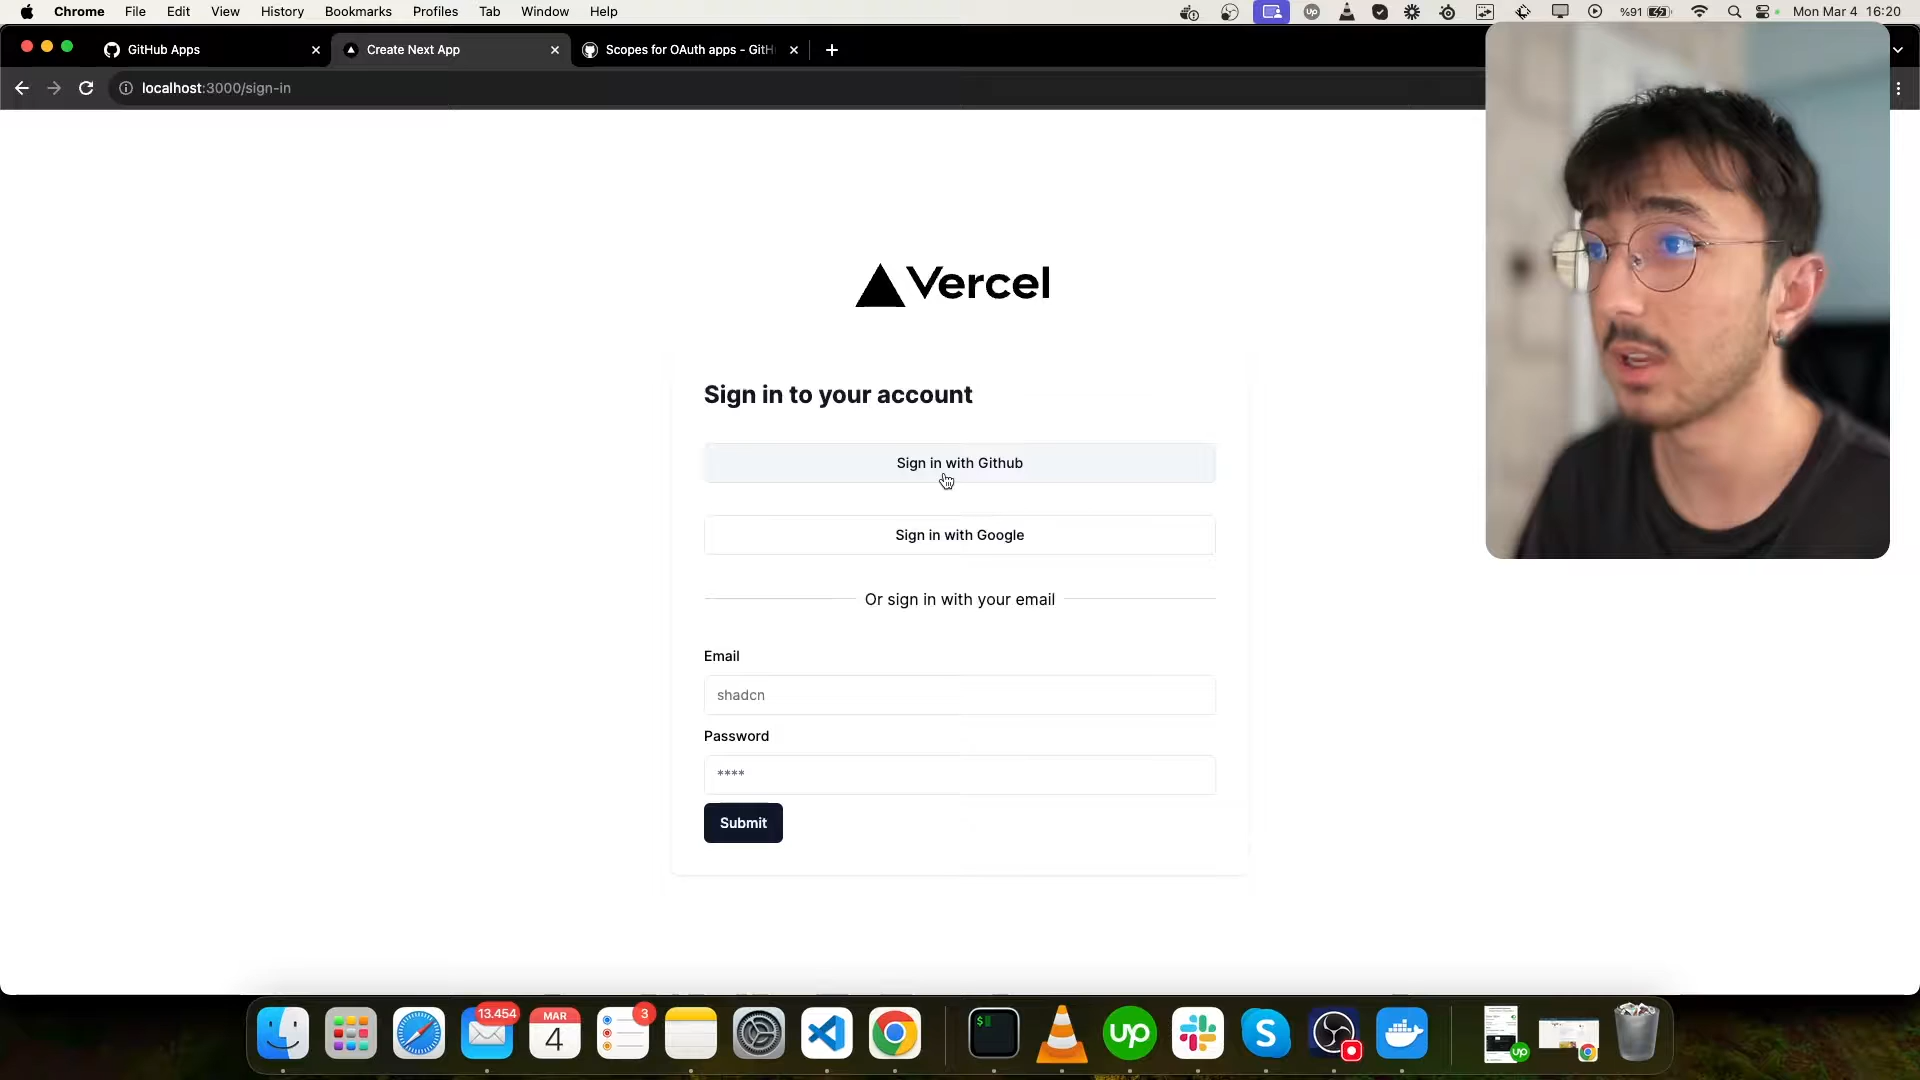 Chrome File Edit View History Bookmarks Profiles Tab Window Help %91 Mon Mar 4 16:20
GitHub Apps Create Next App Scopes for OAuth apps - GitH
localhost:3000/sign-in
Vercel
Sign in to your account
Sign in with Github
Sign in with Google
Or sign in with your email
Email
shadcn
Password
****
Submit
13.454 MAR 3
4